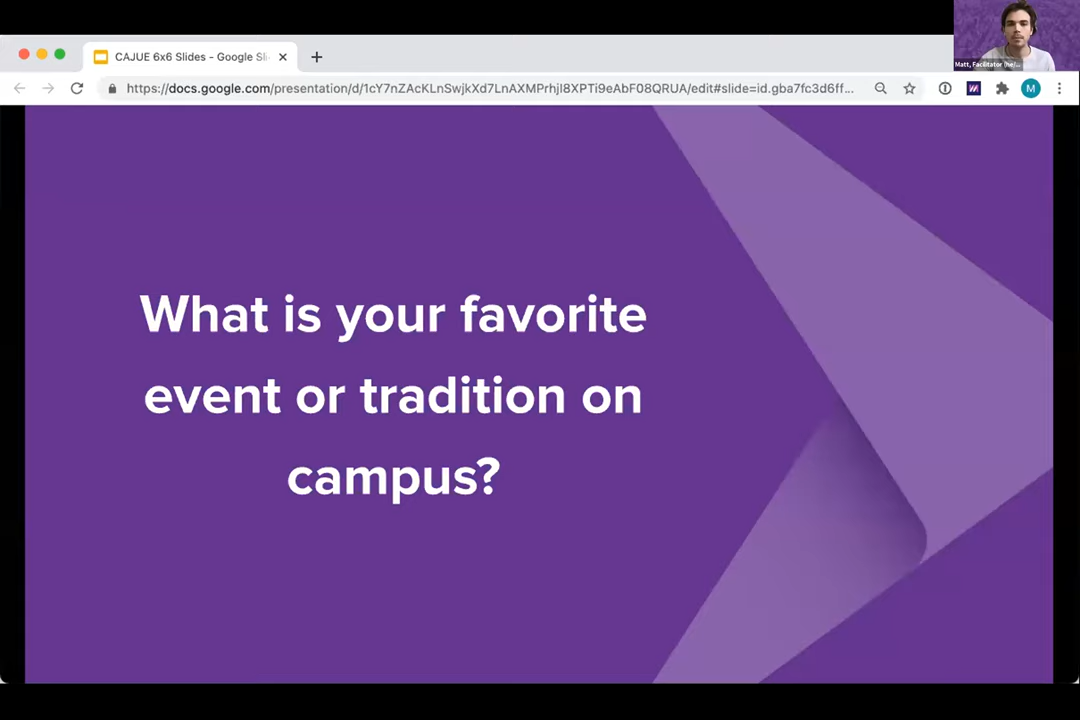 CAJUE 6x6 Slides - Google Sli
https://docs.google.com/presentation/d/1cY7nZAcKLnSwjkXd7LnAXMPrhjI8XPTi9eAbF08QRUA/edit#slide=id.gba7fc3d6ff...
M
Matt, Facilitator (he/...
What is your favorite
event or tradition on
campus?